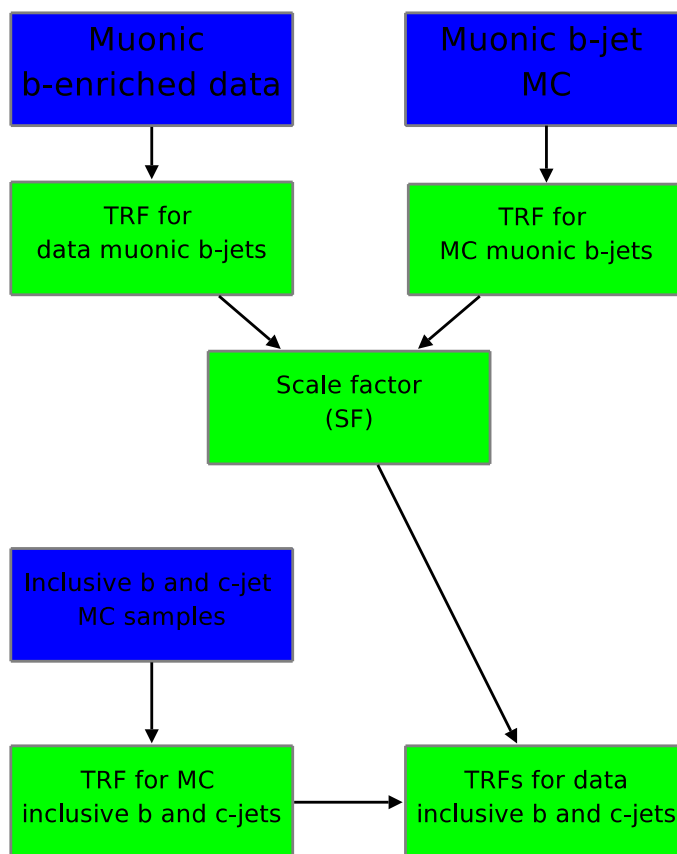 Muonic
b-enriched data
Muonic b-jet
MC
TRF for
data muonic b-jets
TRF for
MC muonic b-jets
Scale factor
(SF)
Inclusive b and c-jet
MC samples
TRF for MC
inclusive b and c-jets
TRFs for data
inclusive b and c-jets